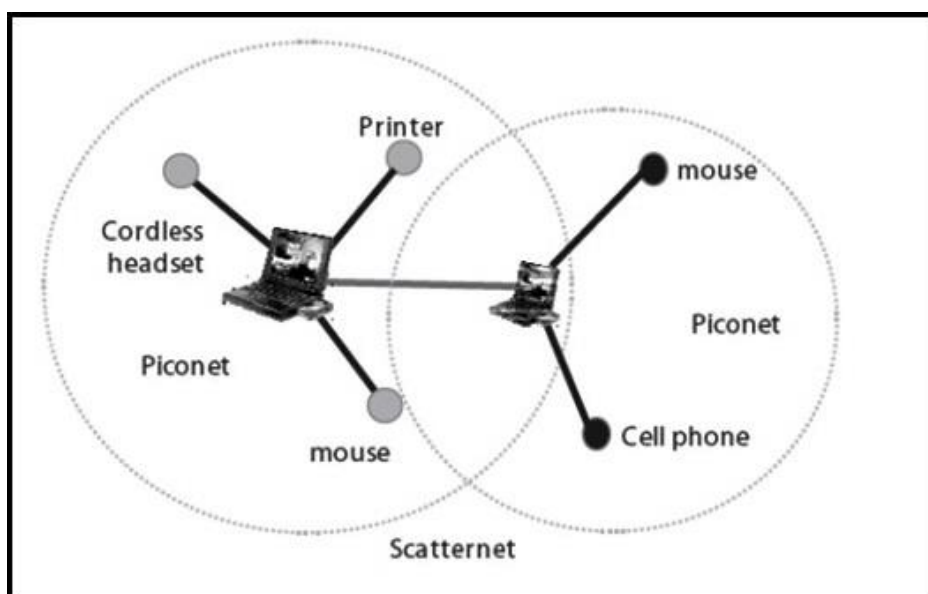 Printer
mouse
Cordless
headset
Piconet
Piconet
Cell phone
mouse
Scatternet